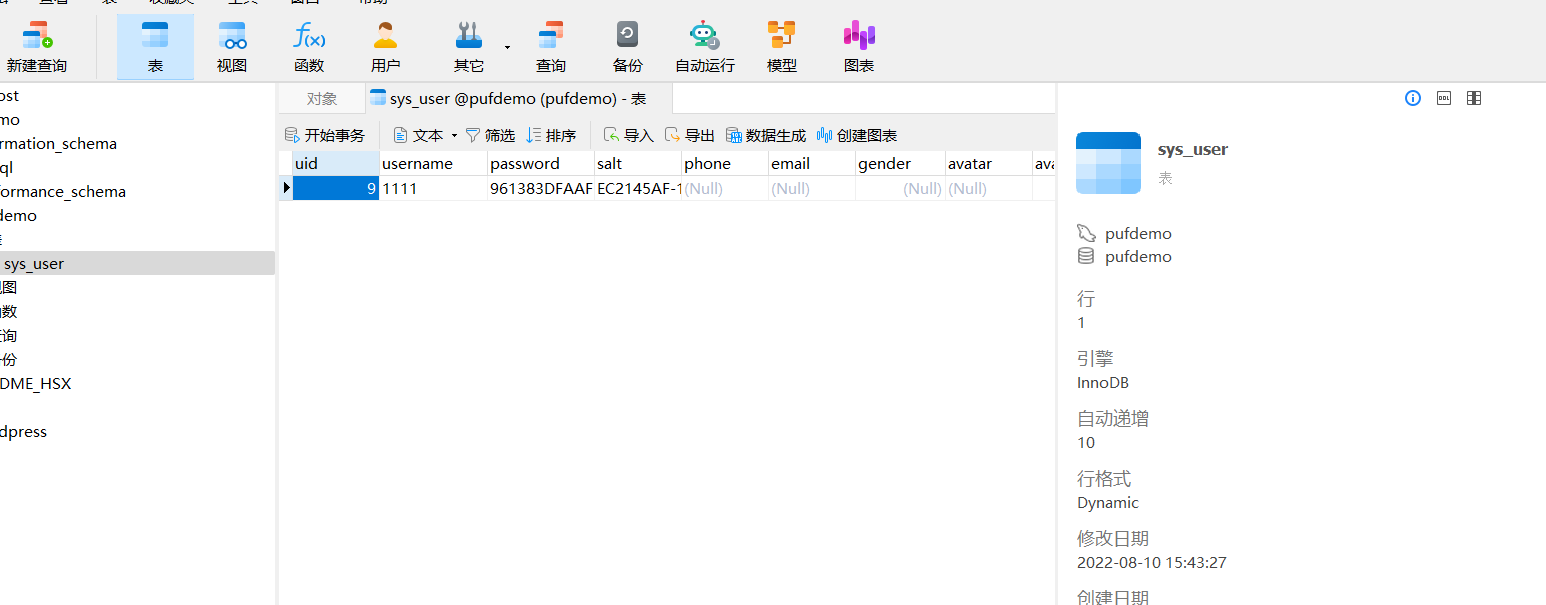 新建查询 表 视图 函数 用户 其它 查询 备份 自动运行 模型 图表
对象 sys_user @pufdemo (pufdemo) - 表
开始事务 文本 筛选 排序 导入 导出 数据生成 创建图表
uid username password salt phone email gender avatar ava
9 1111 961383DFAAF EC2145AF-1 (Null) (Null) (Null) (Null)
ost
mo
rmation_schema
ql
formance_schema
demo
sys_user
图
数
询
份
DME_HSX
dpress
sys_user
表
pufdemo
pufdemo
行
1
引擎
InnoDB
自动递增
10
行格式
Dynamic
修改日期
2022-08-10 15:43:27
创建日期